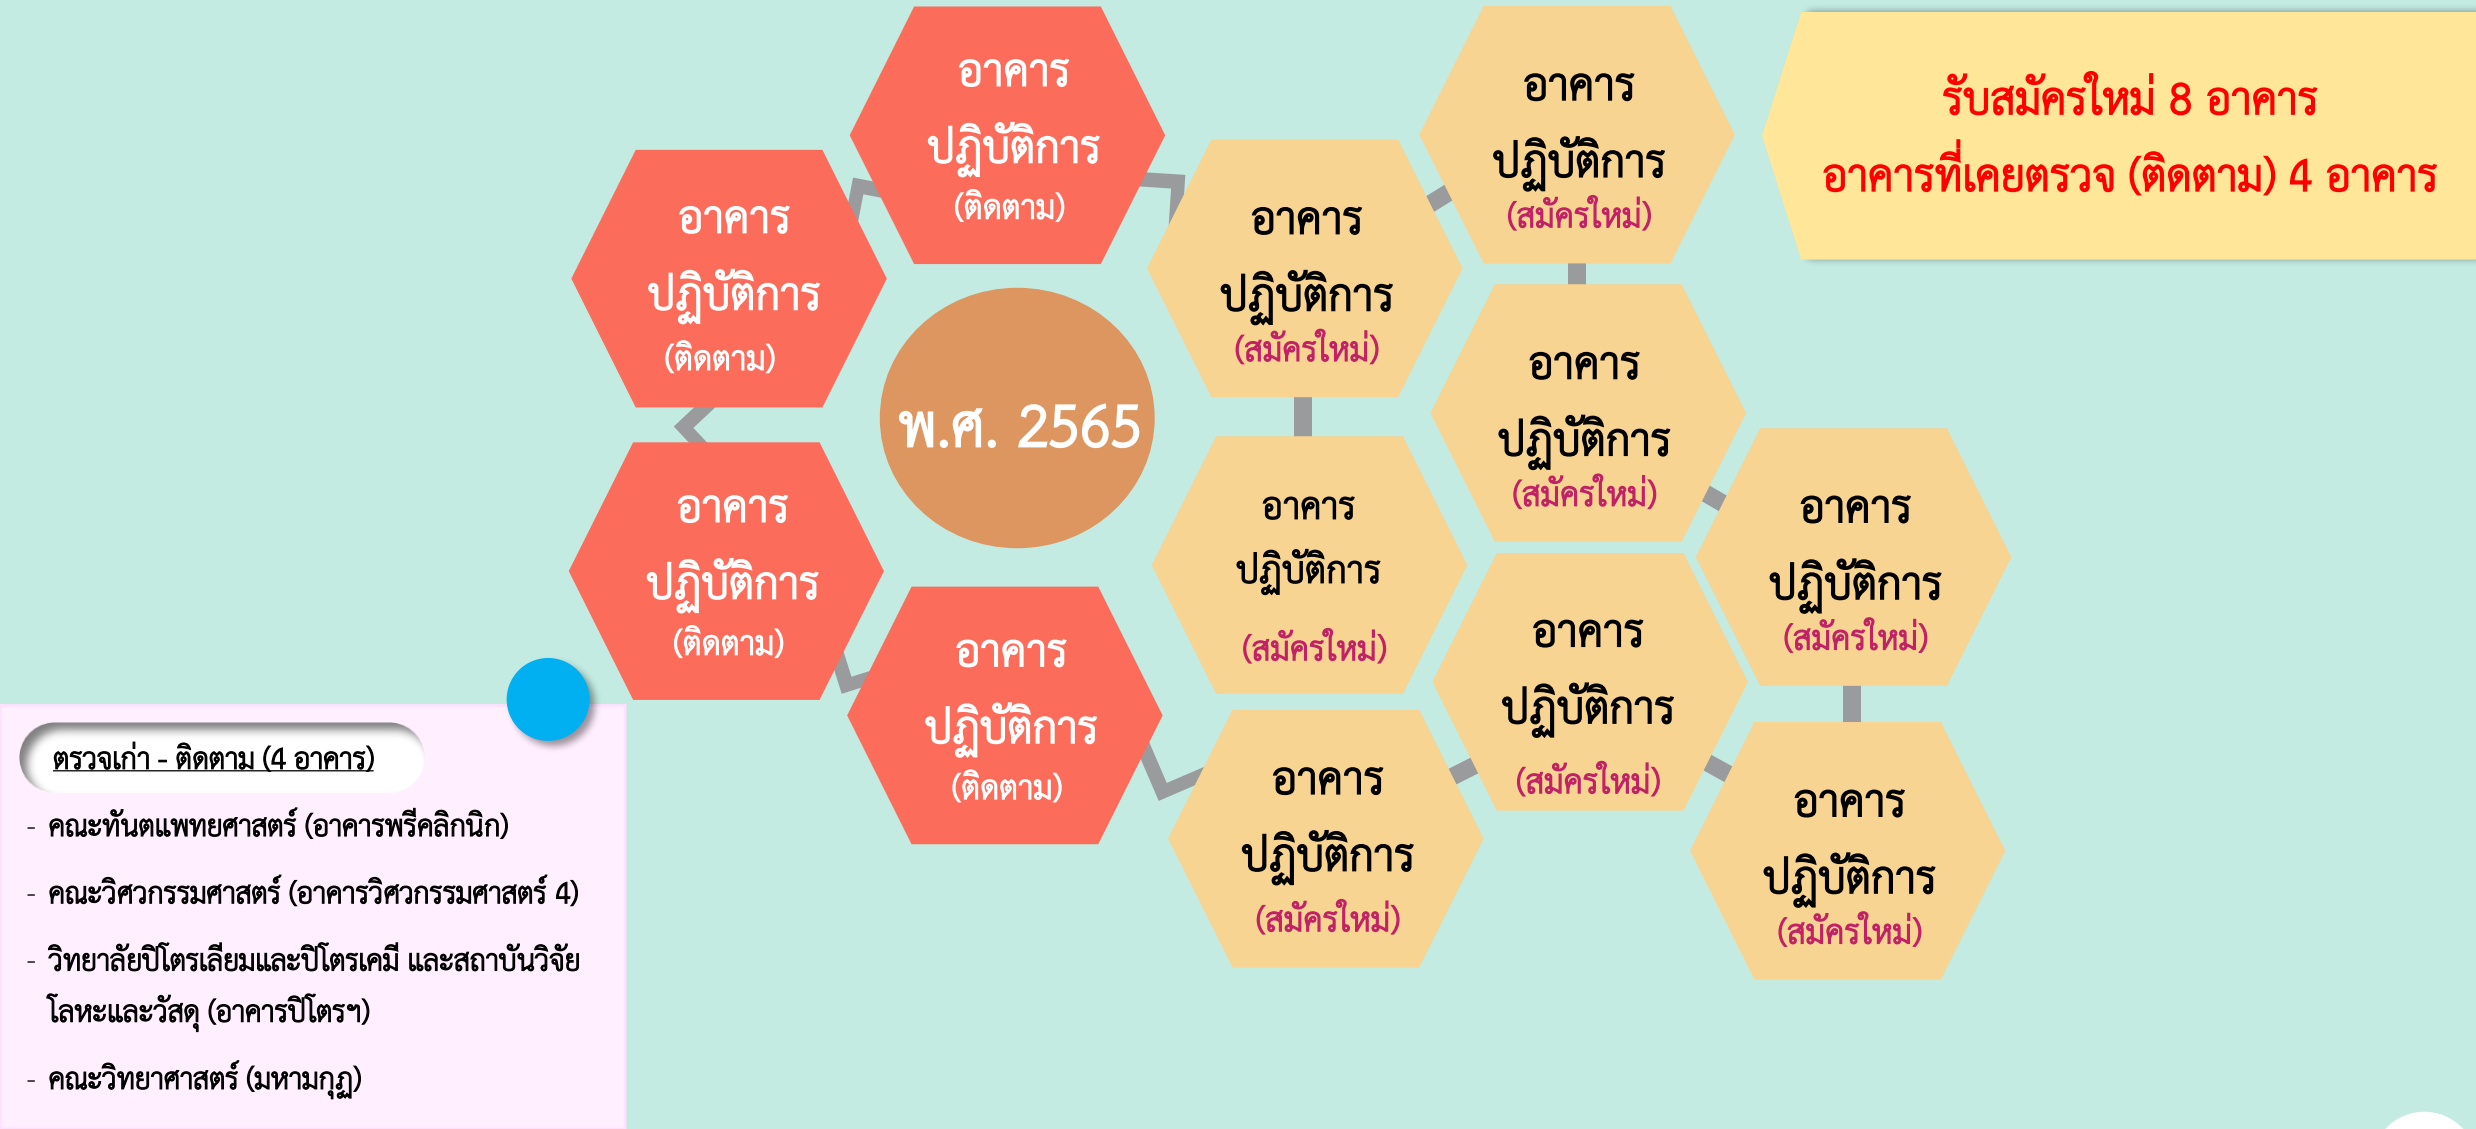 อาคาร
ปฏิบัติการ
(ติดตาม)
อาคาร
ปฏิบัติการ
(สมัครใหม่)
รับสมัครใหม่ 8 อาคาร
อาคารที่เคยตรวจ (ติดตาม) 4 อาคาร
อาคาร
ปฏิบัติการ
(ติดตาม)
อาคาร
ปฏิบัติการ
(สมัครใหม่)
พ.ศ. 2565
อาคาร
ปฏิบัติการ
(สมัครใหม่)
อาคาร
ปฏิบัติการ
(ติดตาม)
อาคาร
ปฏิบัติการ
(สมัครใหม่)
อาคาร
ปฏิบัติการ
(สมัครใหม่)
อาคาร
ปฏิบัติการ
(ติดตาม)
อาคาร
ปฏิบัติการ
(สมัครใหม่)
อาคาร
ปฏิบัติการ
(สมัครใหม่)
อาคาร
ปฏิบัติการ
(สมัครใหม่)
ตรวจเก่า - ติดตาม (4 อาคาร)
- คณะทันตแพทยศาสตร์ (อาคารพรีคลิกนิก)
- คณะวิศวกรรมศาสตร์ (อาคารวิศวกรรมศาสตร์ 4)
- วิทยาลัยปิโตรเลียมและปิโตรเคมี และสถาบันวิจัย
โลหะและวัสดุ (อาคารปิโตรฯ)
- คณะวิทยาศาสตร์ (มหามกุฏ)